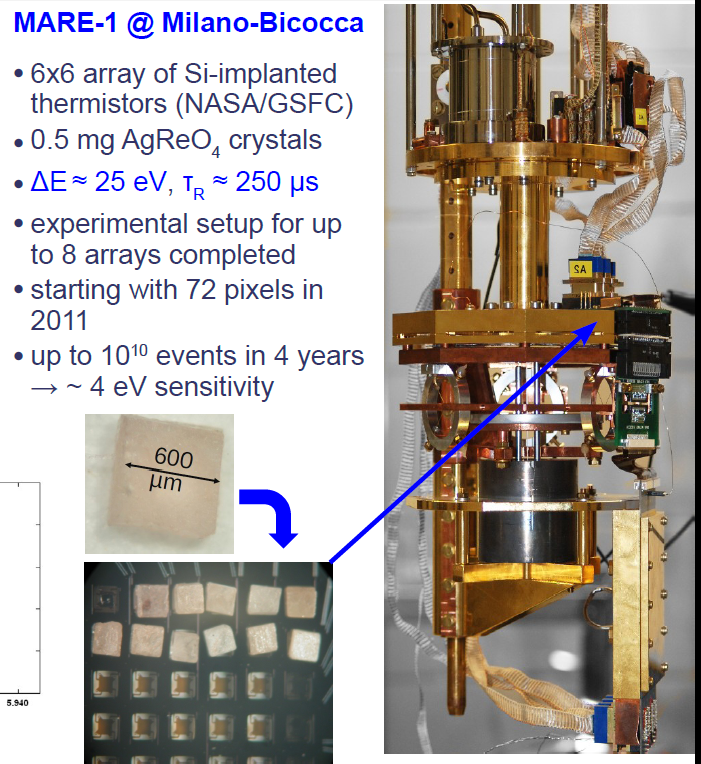 MARE-1 @ Milano-Bicocca
• 6x6 array of Si-implanted
thermistors (NASA/GSFC)
• 0.5 mg AgReO₄ crystals
• ΔE ≈ 25 eV, τ_R ≈ 250 μs
• experimental setup for up
to 8 arrays completed
• starting with 72 pixels in
2011
• up to 10¹⁰ events in 4 years
→ ~ 4 eV sensitivity
600
μm
5.940
A2